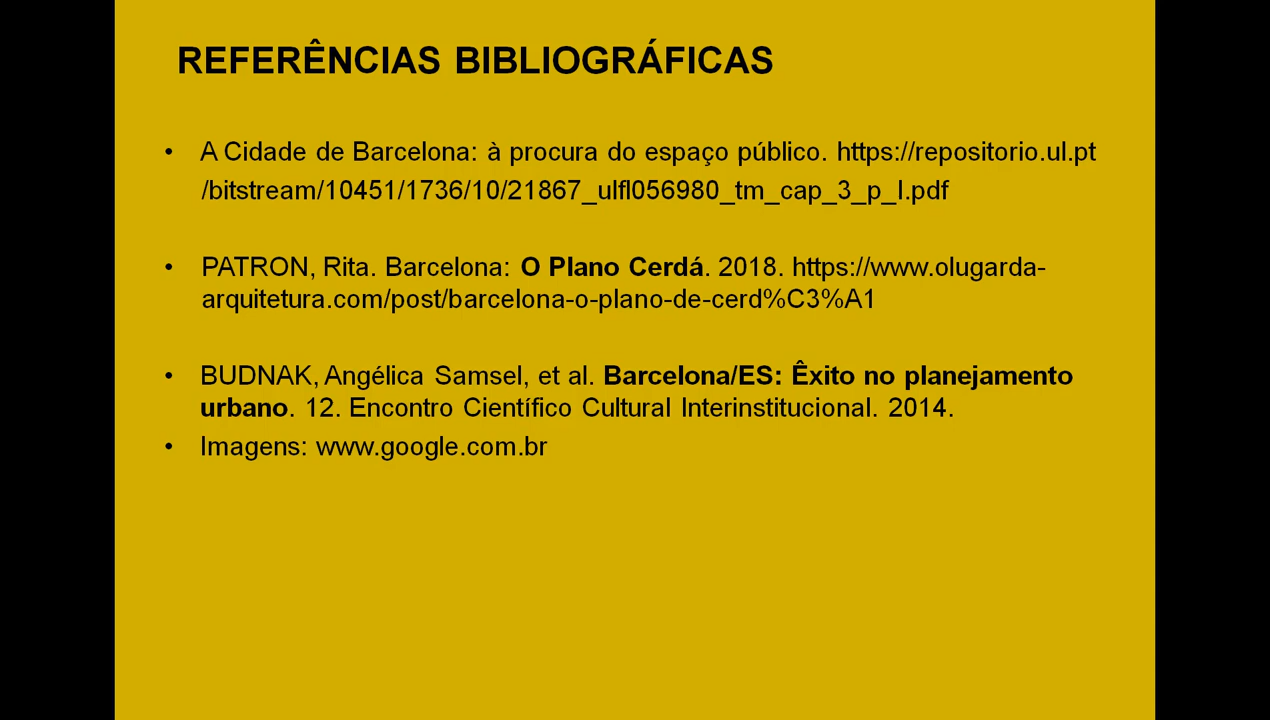 REFERÊNCIAS BIBLIOGRÁFICAS
• A Cidade de Barcelona: à procura do espaço público. https://repositorio.ul.pt
/bitstream/10451/1736/10/21867_ulfl056980_tm_cap_3_p_I.pdf
• PATRON, Rita. Barcelona: O Plano Cerdá. 2018. https://www.olugarda-
arquitetura.com/post/barcelona-o-plano-de-cerd%C3%A1
• BUDNAK, Angélica Samsel, et al. Barcelona/ES: Êxito no planejamento
urbano. 12. Encontro Científico Cultural Interinstitucional. 2014.
• Imagens: www.google.com.br